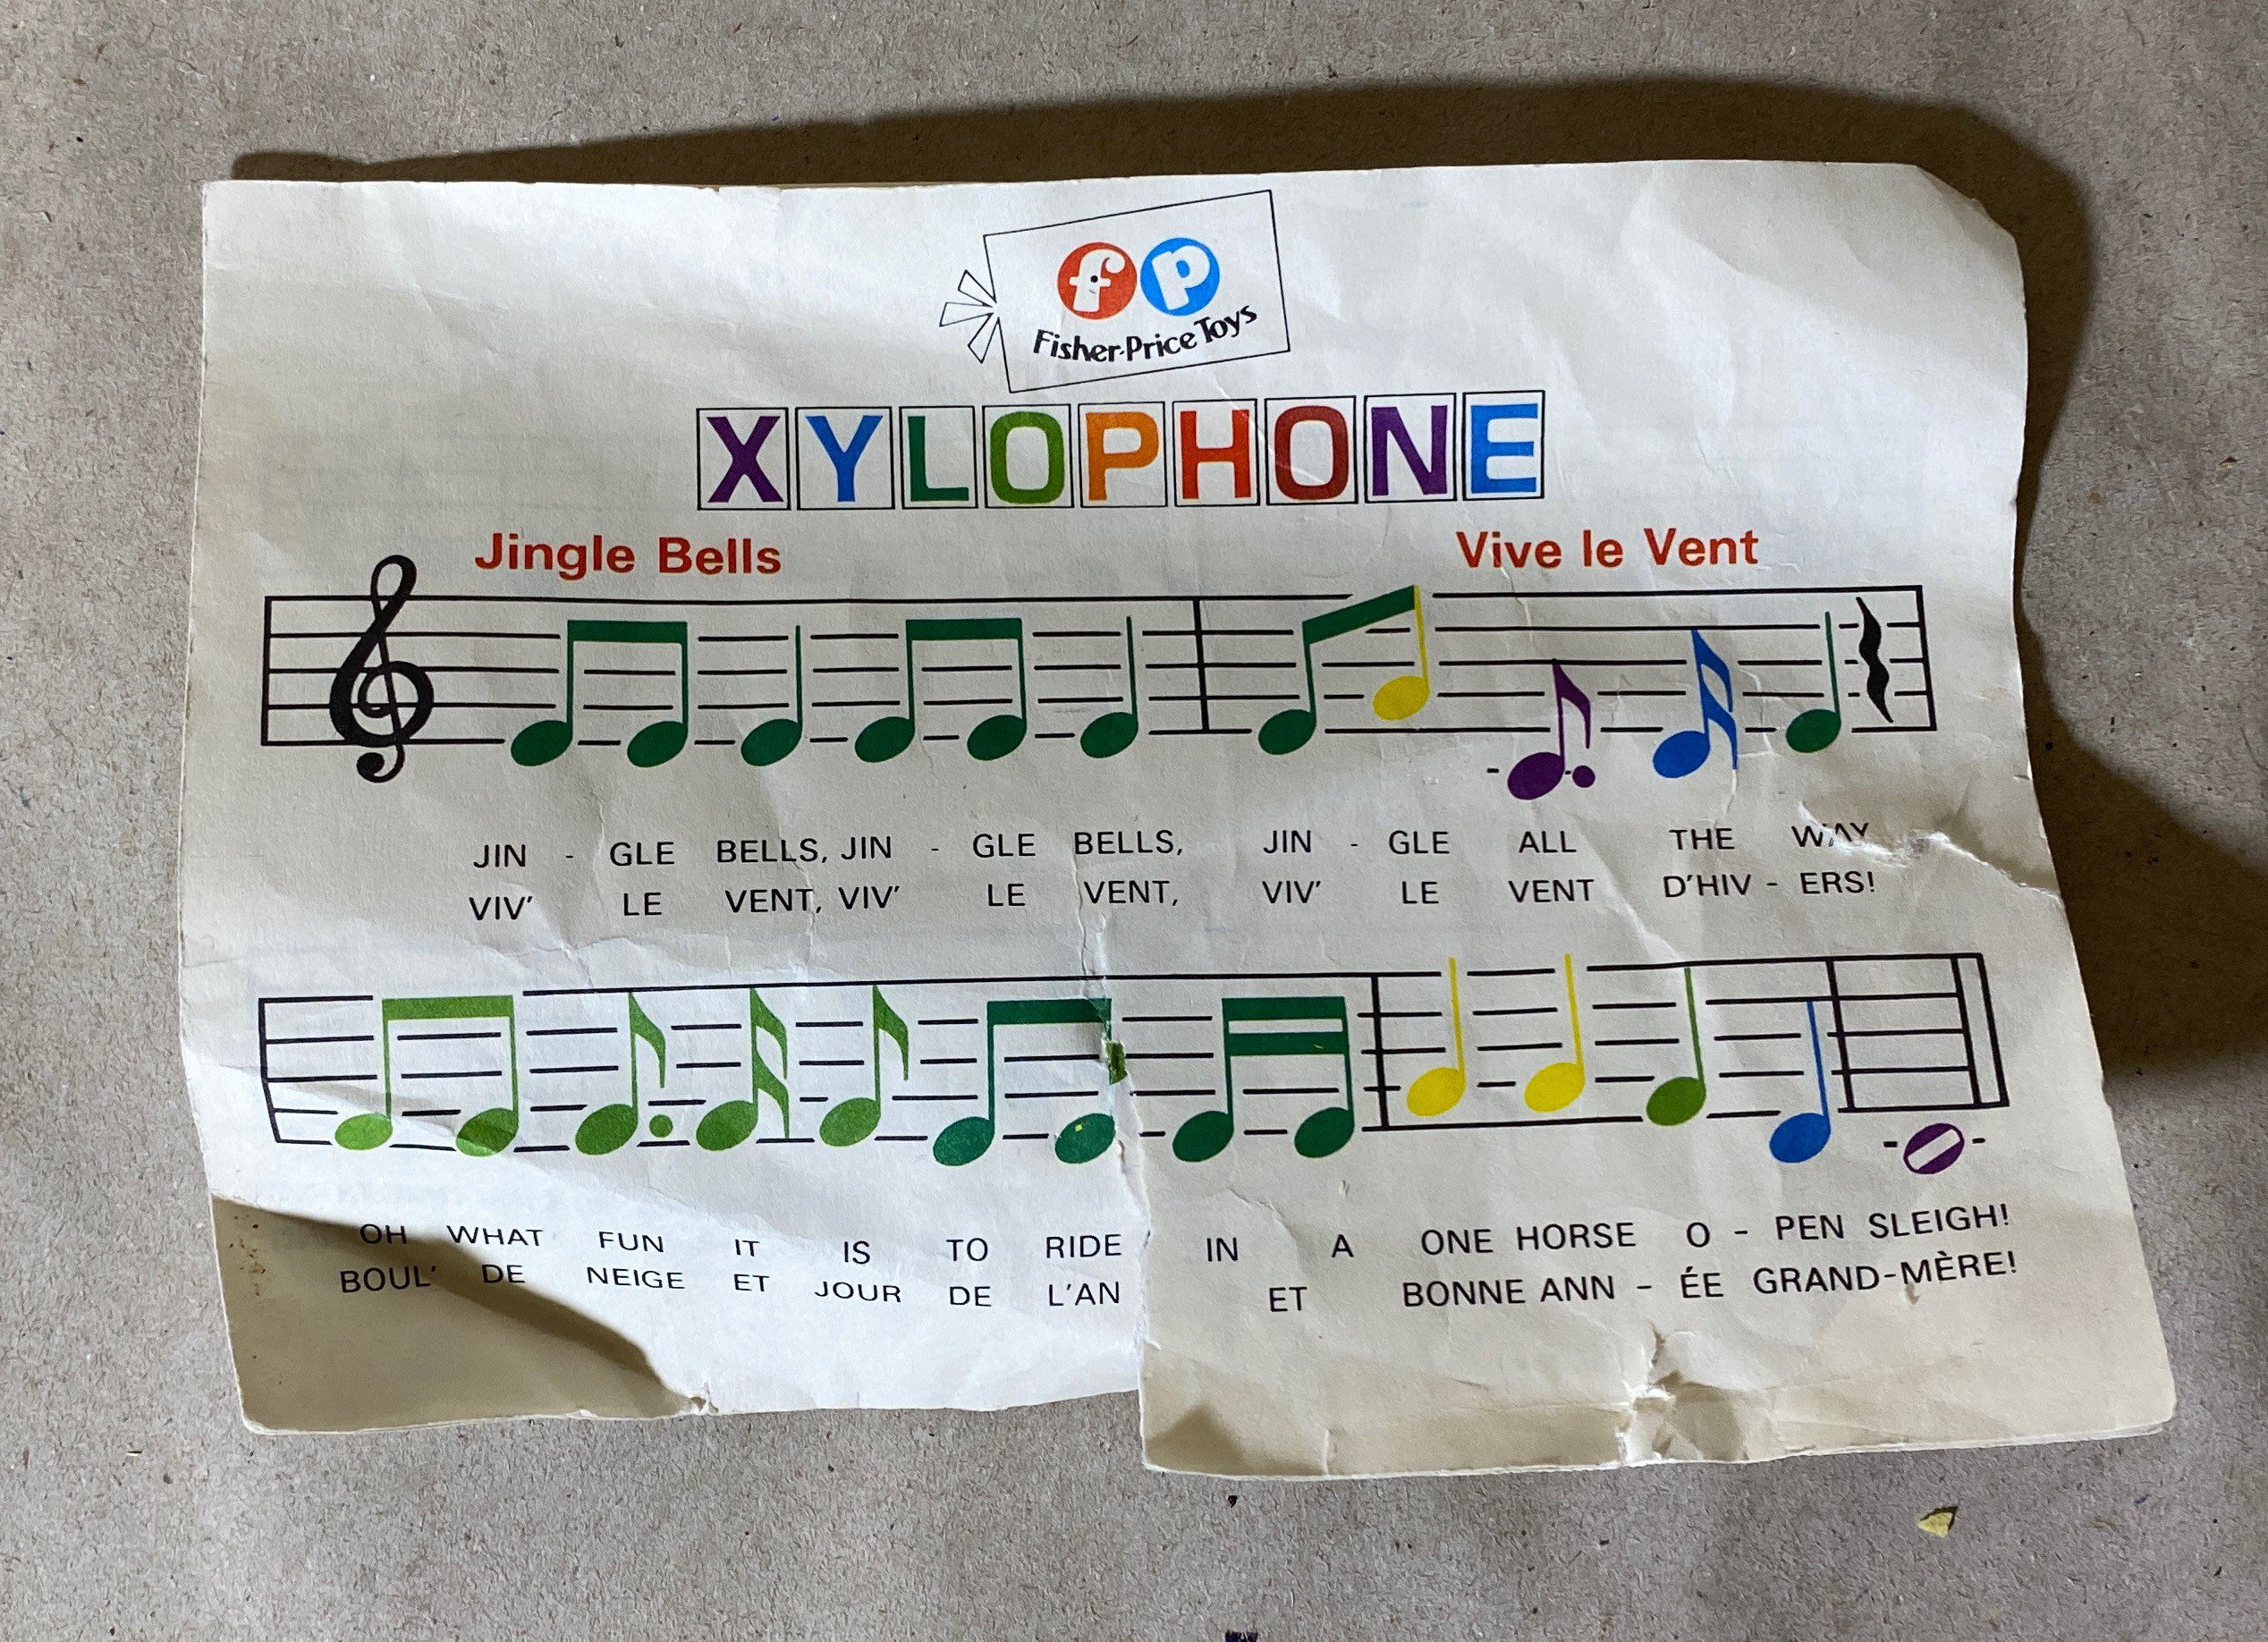 fp
Fisher-Price Toys
XYLOPHONE
Jingle Bells
Vive le Vent
JIN - GLE BELLS, JIN - GLE BELLS, JIN - GLE ALL THE WAY
VIV' LE VENT, VIV' LE VENT, VIV' LE VENT D'HIV - ERS!
OH WHAT FUN IT IS TO RIDE IN A ONE HORSE O - PEN SLEIGH!
BOUL' DE NEIGE ET JOUR DE L'AN ET BONNE ANN - ÉE GRAND-MÈRE!